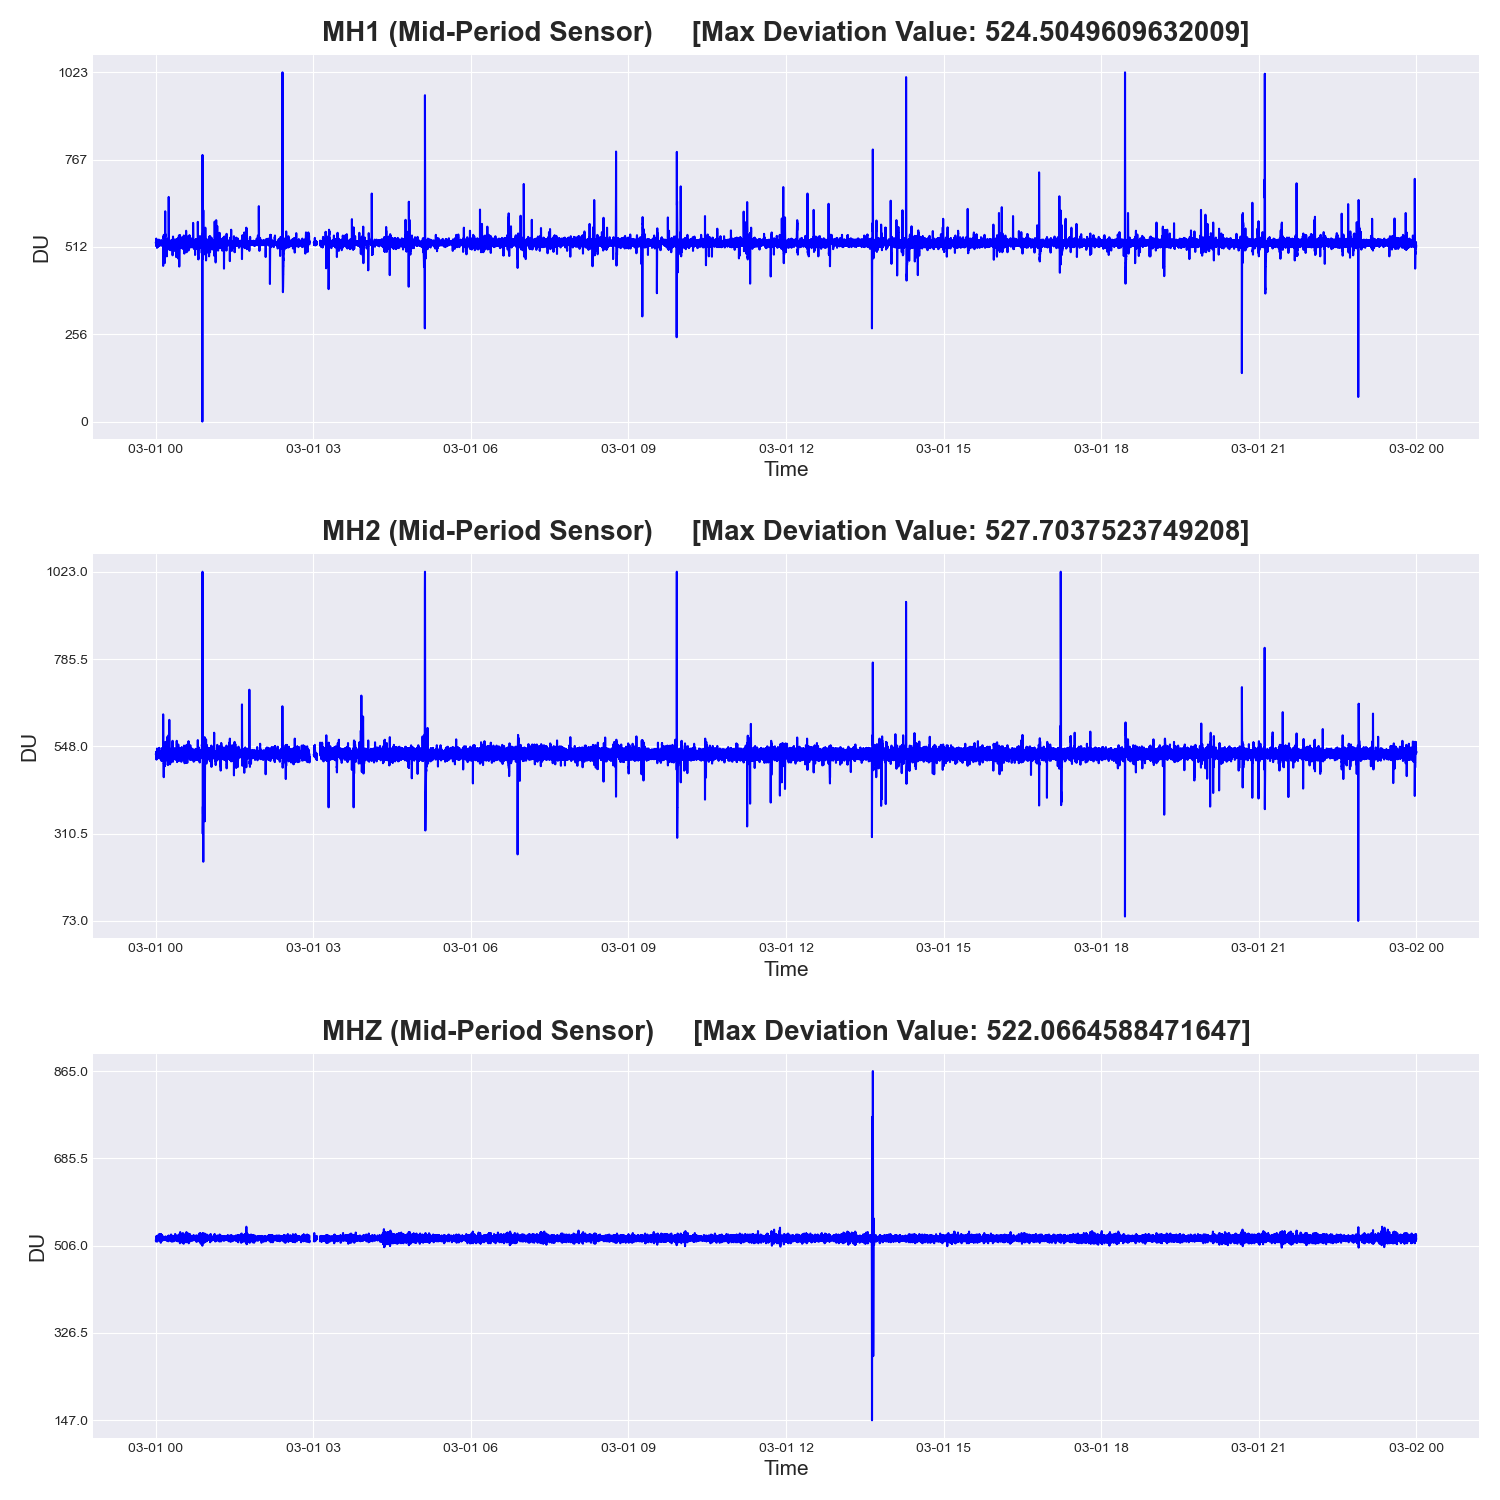 MH1 (Mid-Period Sensor) [Max Deviation Value: 524.5049609632009]
1023
767
512
256
0
DU
03-01 00 03-01 03 03-01 06 03-01 09 03-01 12 03-01 15 03-01 18 03-01 21 03-02 00
Time
MH2 (Mid-Period Sensor) [Max Deviation Value: 527.7037523749208]
1023.0
785.5
548.0
310.5
73.0
DU
03-01 00 03-01 03 03-01 06 03-01 09 03-01 12 03-01 15 03-01 18 03-01 21 03-02 00
Time
MHZ (Mid-Period Sensor) [Max Deviation Value: 522.0664588471647]
865.0
685.5
506.0
326.5
147.0
DU
03-01 00 03-01 03 03-01 06 03-01 09 03-01 12 03-01 15 03-01 18 03-01 21 03-02 00
Time